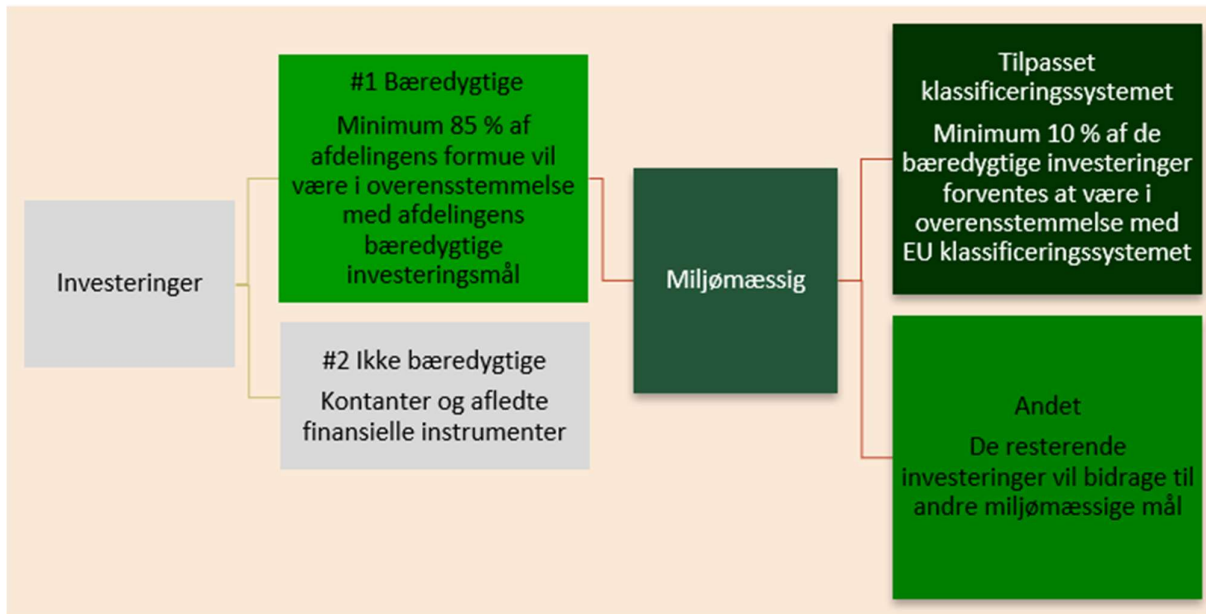 Investeringer
#1 Bæredygtige
Minimum 85 % af
afdelingens formue vil
være i overensstemmelse
med afdelingens
bæredygtige
investeringsmål
#2 Ikke bæredygtige
Kontanter og afledte
finansielle instrumenter
Miljømæssig
Tilpasset
klassificeringssystemet
Minimum 10 % af de
bæredygtige investeringer
forventes at være i
overensstemmelse med
EU klassificeringssystemet
Andet
De resterende
investeringer vil bidrage til
andre miljømæssige mål